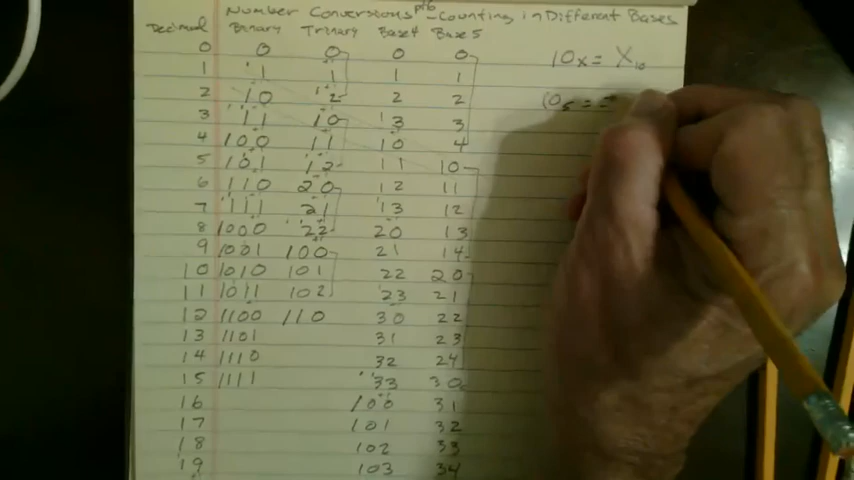 Number Conversions pt6 - Counting in Different Bases
Decimal Binary Trinary Base4 Base5
0 0 0 0 0 10x = X10
1 1 1 1 1
2 10 2 2 2 105 =
3 11 10 3 3
4 100 11 10 4
5 101 12 11 10
6 110 20 12 11
7 111 21 13 12
8 1000 22 20 13
9 1001 100 21 14
10 1010 101 22 20
11 1011 102 23 21
12 1100 110 30 22
13 1101 31 23
14 1110 32 24
15 1111 33 30
16 100 31
17 101 32
18 102 33
19 103 34